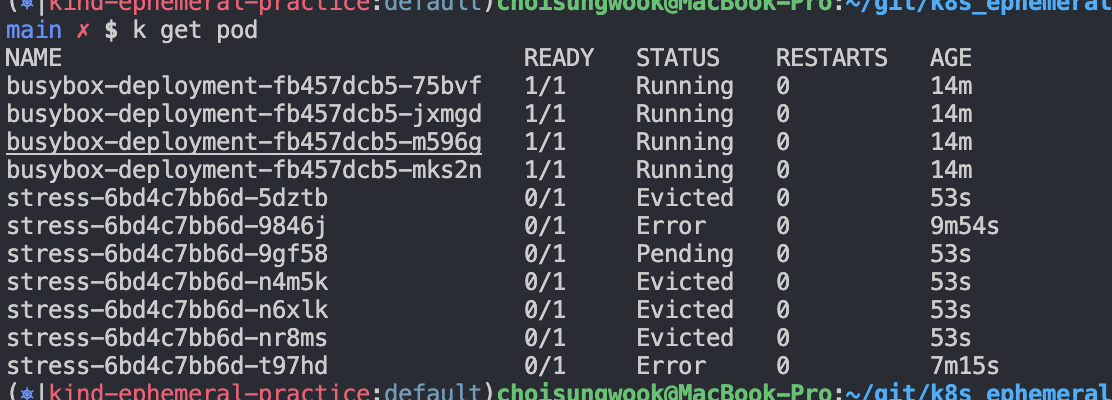 (⎈|kind-ephemeral-practice:default)choisungwook@MacBook-Pro:~/git/k8s_ephemeral
main ✗ $ k get pod
NAME READY STATUS RESTARTS AGE
busybox-deployment-fb457dcb5-75bvf 1/1 Running 0 14m
busybox-deployment-fb457dcb5-jxmgd 1/1 Running 0 14m
busybox-deployment-fb457dcb5-m596g 1/1 Running 0 14m
busybox-deployment-fb457dcb5-mks2n 1/1 Running 0 14m
stress-6bd4c7bb6d-5dztb 0/1 Evicted 0 53s
stress-6bd4c7bb6d-9846j 0/1 Error 0 9m54s
stress-6bd4c7bb6d-9gf58 0/1 Pending 0 53s
stress-6bd4c7bb6d-n4m5k 0/1 Evicted 0 53s
stress-6bd4c7bb6d-n6xlk 0/1 Evicted 0 53s
stress-6bd4c7bb6d-nr8ms 0/1 Evicted 0 53s
stress-6bd4c7bb6d-t97hd 0/1 Error 0 7m15s
(⎈|kind-ephemeral-practice:default)choisungwook@MacBook-Pro:~/git/k8s_ephemeral